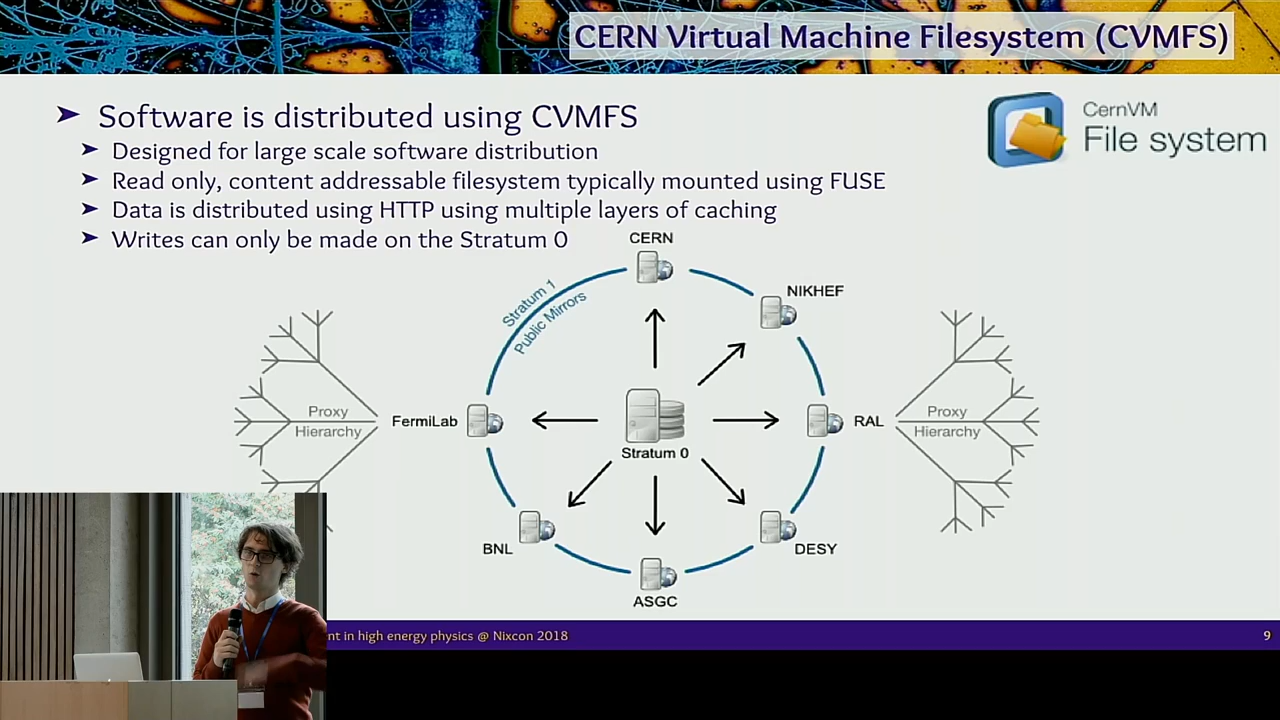 CERN Virtual Machine Filesystem (CVMFS)
➤ Software is distributed using CVMFS
➤ Designed for large scale software distribution
➤ Read only, content addressable filesystem typically mounted using FUSE
➤ Data is distributed using HTTP using multiple layers of caching
➤ Writes can only be made on the Stratum 0
CernVM
File system
CERN
Stratum 1
Public Mirrors
NIKHEF
Proxy
Hierarchy
FermiLab
RAL
Proxy
Hierarchy
Stratum 0
BNL
DESY
ASGC
in high energy physics @ Nixcon 2018
9